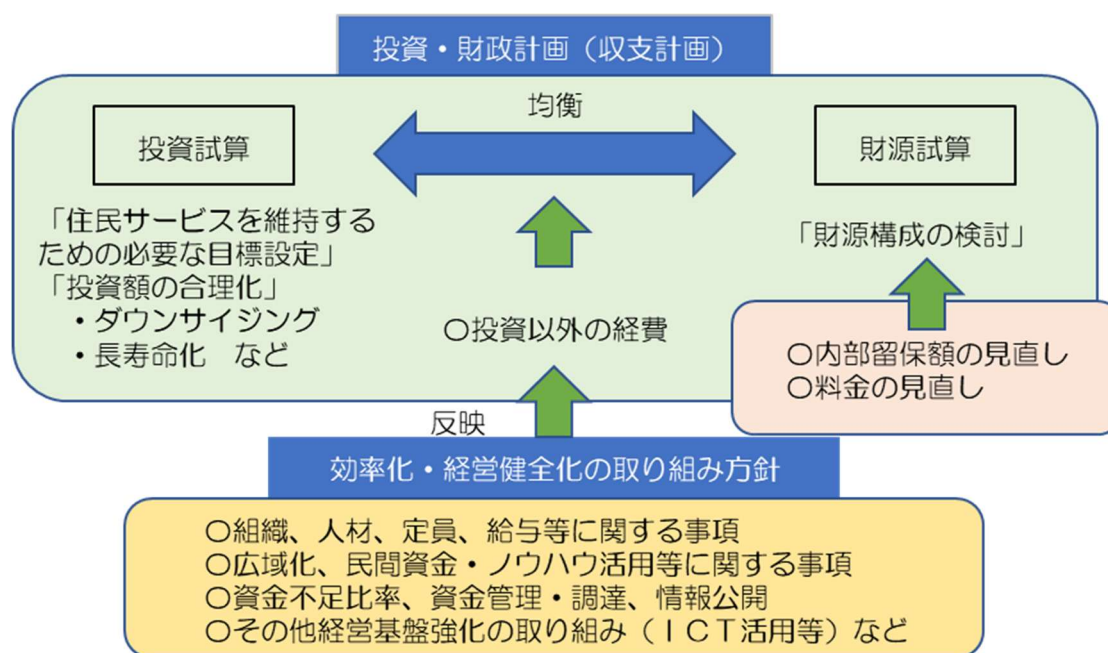 投資・財政計画（収支計画）
均衡
投資試算
財源試算
「住民サービスを維持する
ための必要な目標設定」
「投資額の合理化」
・ダウンサイジング
・長寿命化　など
「財源構成の検討」
〇投資以外の経費
〇内部留保額の見直し
〇料金の見直し
反映
効率化・経営健全化の取り組み方針
〇組織、人材、定員、給与等に関する事項
〇広域化、民間資金・ノウハウ活用等に関する事項
〇資金不足比率、資金管理・調達、情報公開
〇その他経営基盤強化の取り組み（ＩＣＴ活用等）など